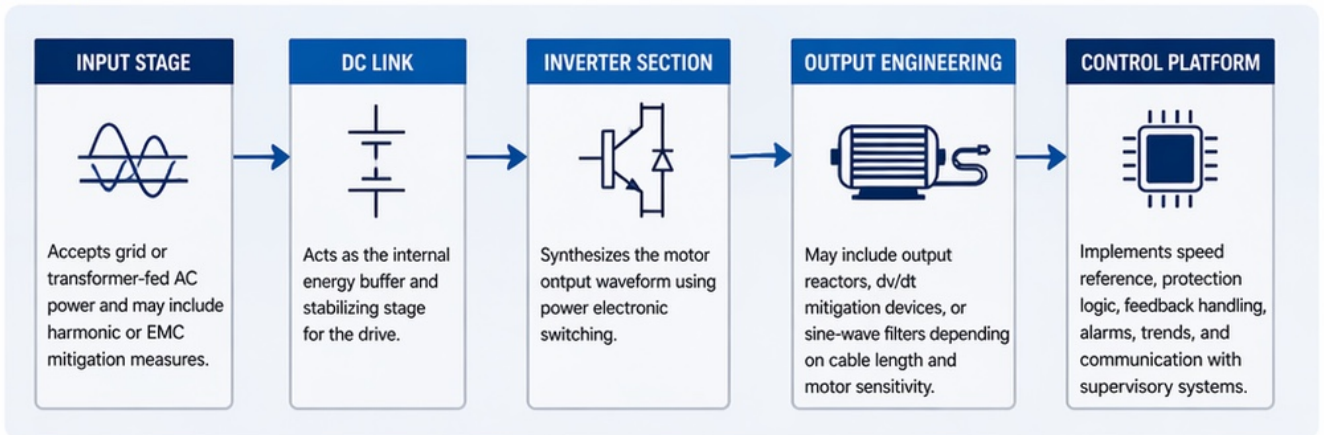 INPUT STAGE
Accepts grid or
transformer-fed AC
power and may include
harmonic or EMC
mitigation measures.
DC LINK
Acts as the internal
energy buffer and
stabilizing stage
for the drive.
INVERTER SECTION
Synthesizes the motor
ontput waveform using
power electronic
switching.
OUTPUT ENGINEERING
May include output
reactors, dv/dt
mitigation devices, or
sine-wave filters depending
on cable length and
motor sensitivity.
CONTROL PLATFORM
Implements speed
reference, protection
logic, feedback handling,
alarms, trends, and
communication with
supervisory systems.